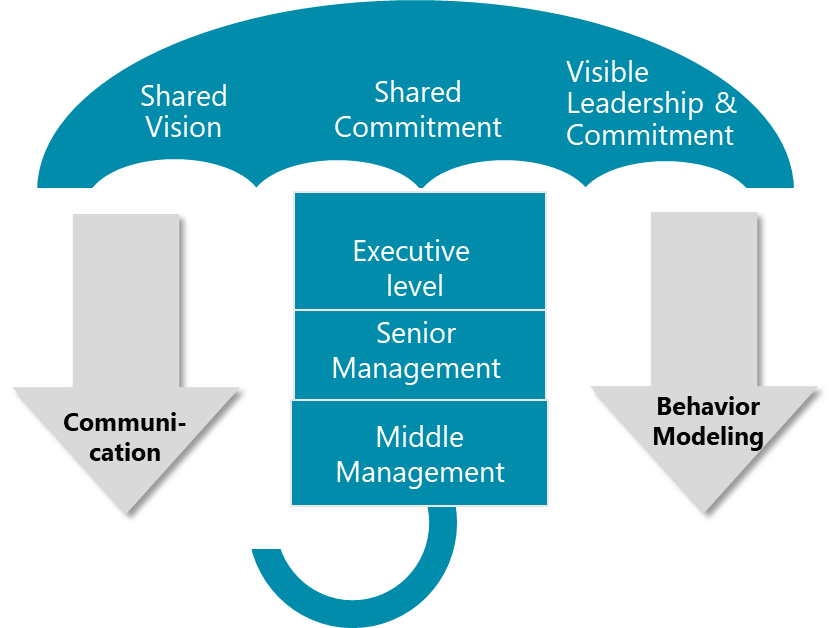 Shared
Vision
Shared
Commitment
Visible
Leadership &
Commitment
Executive
level
Senior
Management
Middle
Management
Communi-
cation
Behavior
Modeling